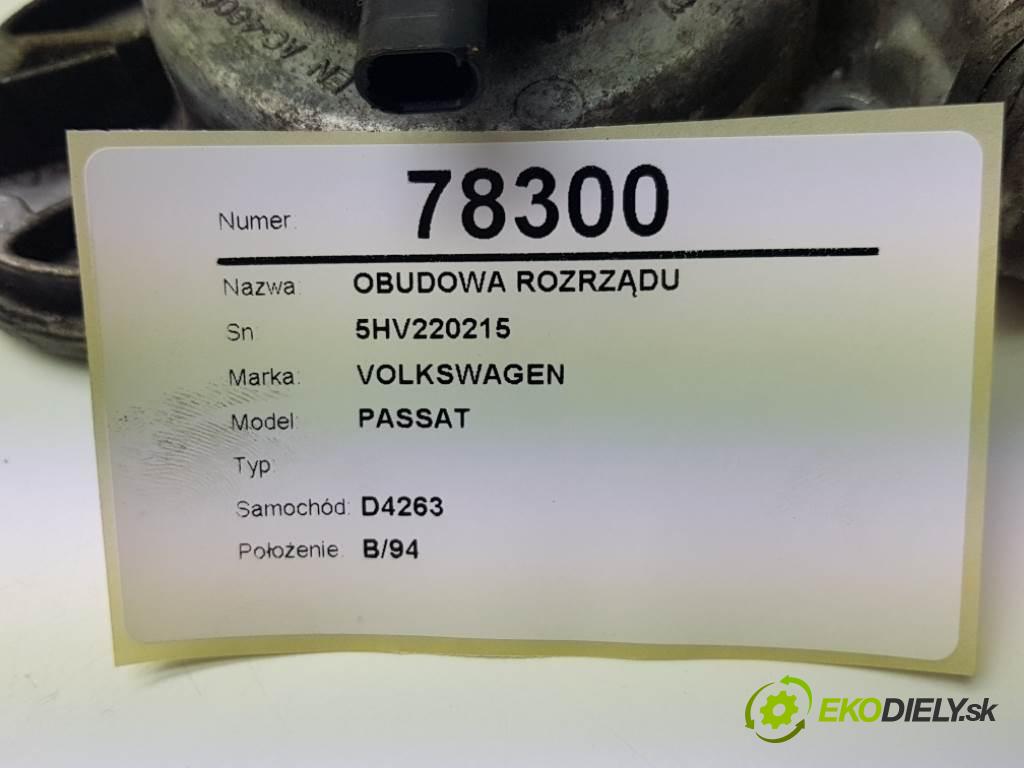 Numer: 78300
Nazwa: OBUDOWA ROZRZĄDU
Sn: 5HV220215
Marka: VOLKSWAGEN
Model: PASSAT
Typ:
Samochód: D4263
Położenie: B/94
EKODIELY.sk